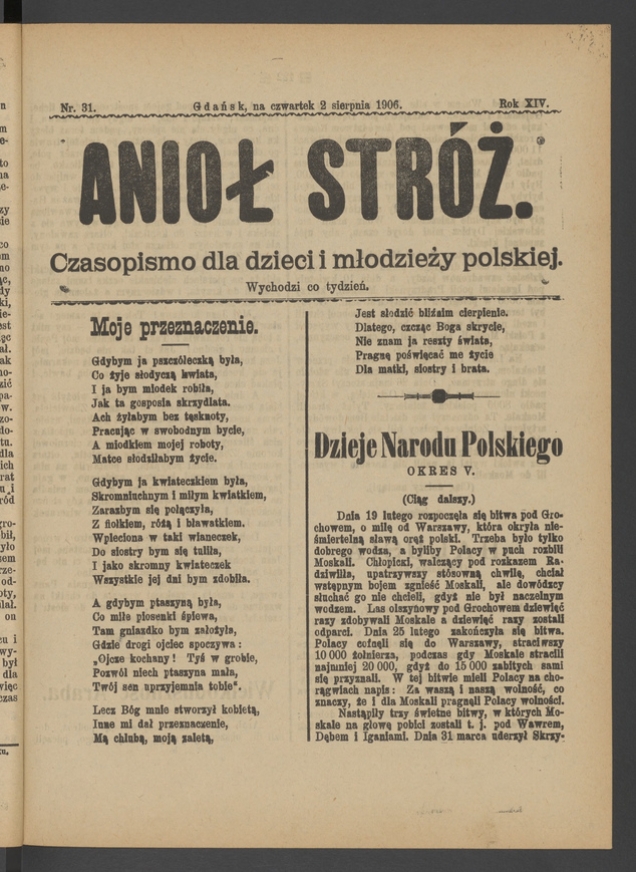 Nr. 31. Gdańsk, na czwartek 2 sierpnia 1906. Rok XIV.
ANIOŁ STRÓŻ.
Czasopismo dla dzieci i młodzieży polskiej.
Wychodzi co tydzień.
Moje przeznaczenie.
Gdybym ja pszczółeczką była,
Co żyje słodyczą kwiata,
I ja bym miodek robiła,
Jak ta gosposia skrzydlata.
Ach żyłabym bez tęsknoty,
Pracując w swobodnym bycie,
A miodkiem mojej roboty,
Matce słodziłabym życie.
Gdybym ja kwiateczkiem była,
Skromniuchnym i miłym kwiatkiem,
Zarazbym się połączyła,
Z fiołkiem, różą i bławatkiem.
Wpleciona w taki wianeczek,
Do siostry bym się tuliła,
I jako skromny kwiateczek
Wszystkie jej dni bym zdobiła.
A gdybym ptaszyną była,
Co miłe piosenki śpiewa,
Tam gniazdko bym założyła,
Gdzie drogi ojciec spoczywa:
„Ojcze kochany! Tyś w grobie,
Pozwól niech ptaszyna mała,
Twój sen uprzyjemnia tobie".
Lecz Bóg mnie stworzył kobietą,
Inne mi dał przeznaczenie,
Mą chlubą, moją zaletą,
Jest słodzić bliźnim cierpienie.
Dlatego, czcząc Boga skrycie,
Nie znam ja reszty świata,
Pragnę poświęcać me życie
Dla matki, siostry i brata.
Dzieje Narodu Polskiego
OKRES V.
(Ciąg dalszy.)
Dnia 19 lutego rozpoczęła się bitwa pod Gro-
chowem, o milę od Warszawy, która okryła nie-
śmiertelną sławą oręż polski. Trzeba było tylko
dobrego wodza, a byliby Polacy w puch rozbili
Moskali. Chłopicki, walczący pod rozkazem Ra-
dziwiłła, upatrzywszy stósowną chwilę, chciał
wstępnym bojem zgnieść Moskali, ale dowódzcy
słuchać go nie chcieli, gdyż nie był naczelnym
wodzem. Las olszynowy pod Grochowem dziewięć
razy zdobywali Moskale a dziewięć razy zostali
odparci. Dnia 25 lutego zakończyła się bitwa.
Polacy cofnęli się do Warszawy, straciwszy
10 000 żołnierza, podczas gdy Moskale stracili
najmniej 20 000, gdyż do 15 000 zabitych sami
się przyznali. W tej bitwie mieli Polacy na cho-
rągwiach napis: Za waszą i naszą wolność, co
znaczy, że i dla Moskali pragnęli Polacy wolności.
Nastąpiły trzy świetne bitwy, w których Mo-
skale na głowę pobici zostali t. j. pod Wawrem,
Dębem i Iganiami. Dnia 31 marca uderzył Skrzy-